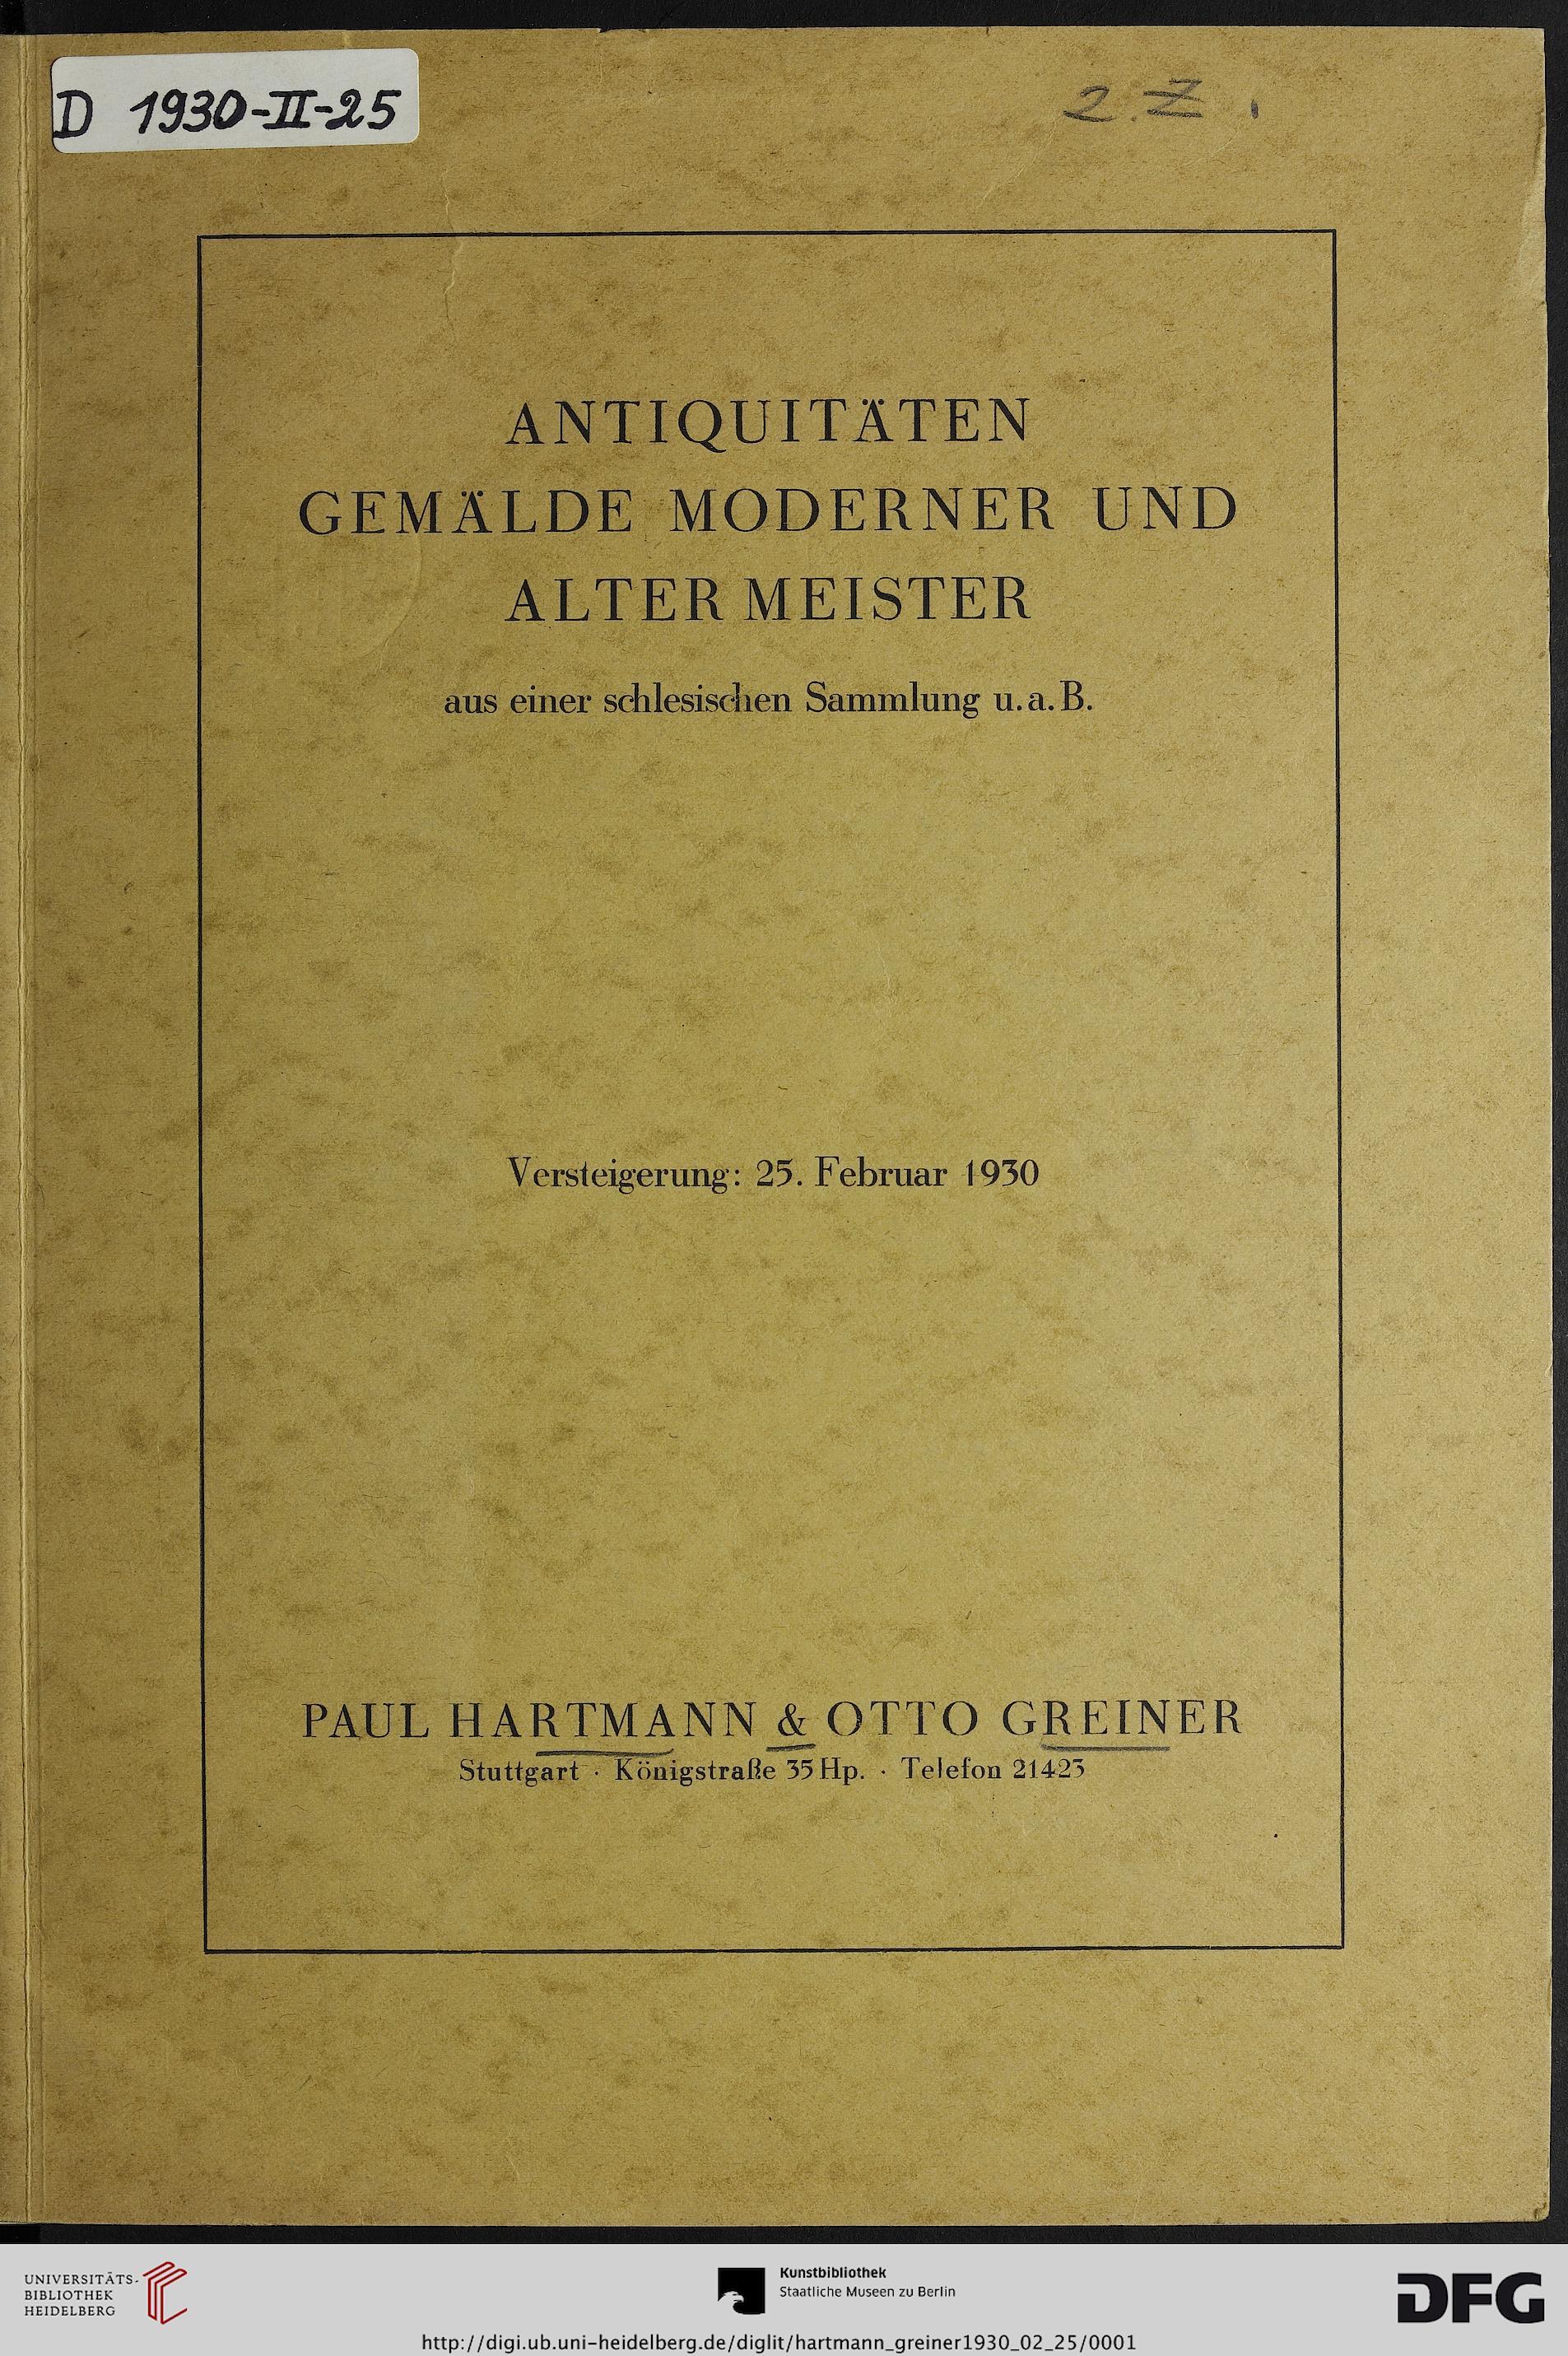 D 1930-II-25
2. Z.
ANTIQUITÄTEN
GEMÄLDE MODERNER UND
ALTER MEISTER
aus einer schlesischen Sammlung u. a. B.
Versteigerung: 25. Februar 1930
PAUL HARTMANN & OTTO GREINER
Stuttgart · Königstraße 35 Hp. · Telefon 21423
UNIVERSITÄTS-
BIBLIOTHEK
HEIDELBERG
Kunstbibliothek
Staatliche Museen zu Berlin
DFG
http://digi.ub.uni-heidelberg.de/diglit/hartmann_greiner1930_02_25/0001